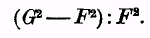 (G² — F²) : F².